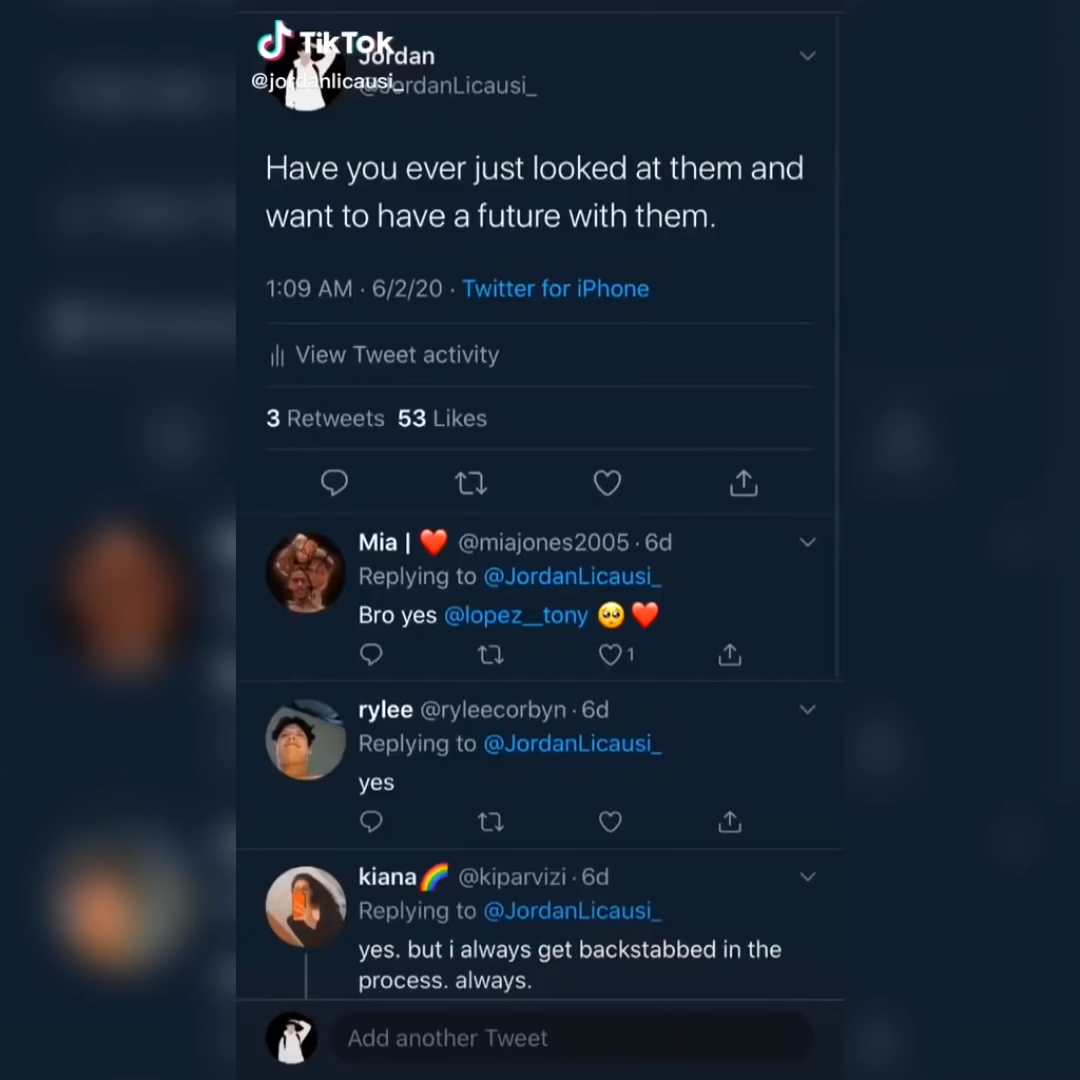 TikTok
@jordanlicausi_
Jordan
@JordanLicausi_
Have you ever just looked at them and
want to have a future with them.
1:09 AM · 6/2/20 · Twitter for iPhone
View Tweet activity
3 Retweets 53 Likes
Mia | ❤️ @miajones2005 · 6d
Replying to @JordanLicausi_
Bro yes @lopez__tony 🥺❤️
1
rylee @ryleecorbyn · 6d
Replying to @JordanLicausi_
yes
kiana🌈 @kiparvizi · 6d
Replying to @JordanLicausi_
yes. but i always get backstabbed in the
process. always.
Add another Tweet